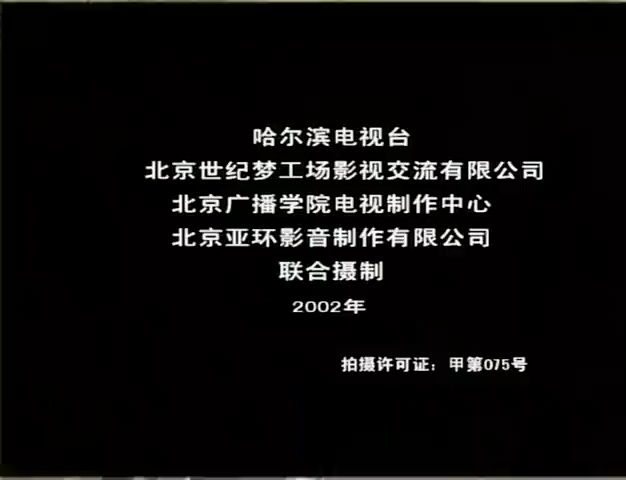 哈尔滨电视台
北京世纪梦工场影视交流有限公司
北京广播学院电视制作中心
北京亚环影音制作有限公司
联合摄制
2002年
拍摄许可证：甲第075号